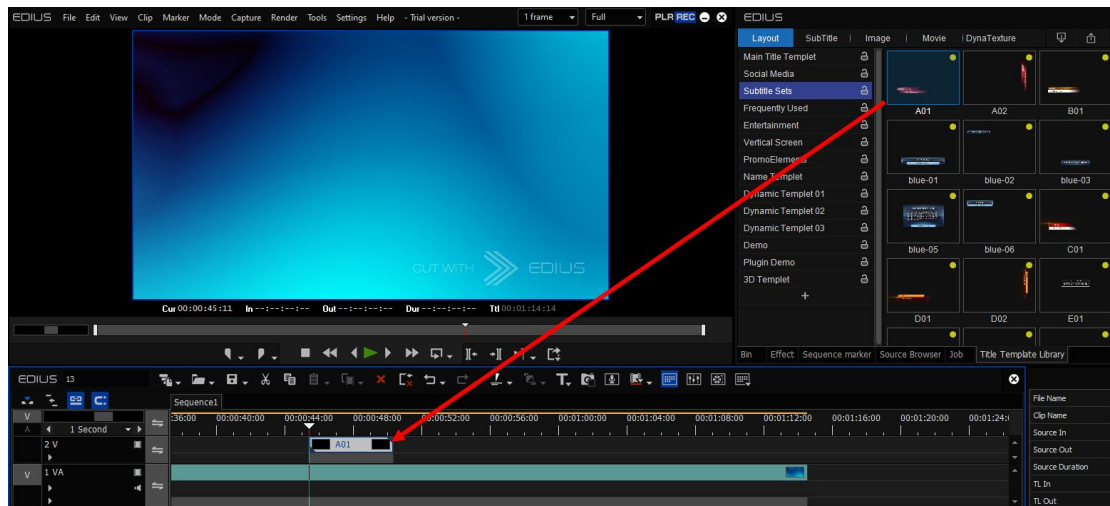 EDIUS File Edit View Clip Marker Mode Capture Render Tools Settings Help - Trial version - 1 frame Full PLR REC
CUT WITH EDIUS
Cur 00:00:45:11 In --:--:--:-- Out --:--:--:-- Dur --:--:--:-- Ttl 00:01:14:14
EDIUS
Layout SubTitle Image Movie DynaTexture
Main Title Templet
Social Media
Subtitle Sets
Frequently Used
Entertainment
Vertical Screen
PromoElements
Name Templet
Dynamic Templet 01
Dynamic Templet 02
Dynamic Templet 03
Demo
Plugin Demo
3D Templet
+
A01 A02 B01
blue-01 blue-02 blue-03
blue-05 blue-06 C01
D01 D02 E01
Bin Effect Sequence marker Source Browser Job Title Template Library
EDIUS 13
Sequence1
V
A
1 Second
:36:00 00:00:40:00 00:00:44:00 00:00:48:00 00:00:52:00 00:00:56:00 00:01:00:00 00:01:04:00 00:01:08:00 00:01:12:00 00:01:16:00 00:01:20:00 00:01:24:
2 V
A01
V 1 VA
File Name
Clip Name
Source In
Source Out
Source Duration
TL In
TL Out